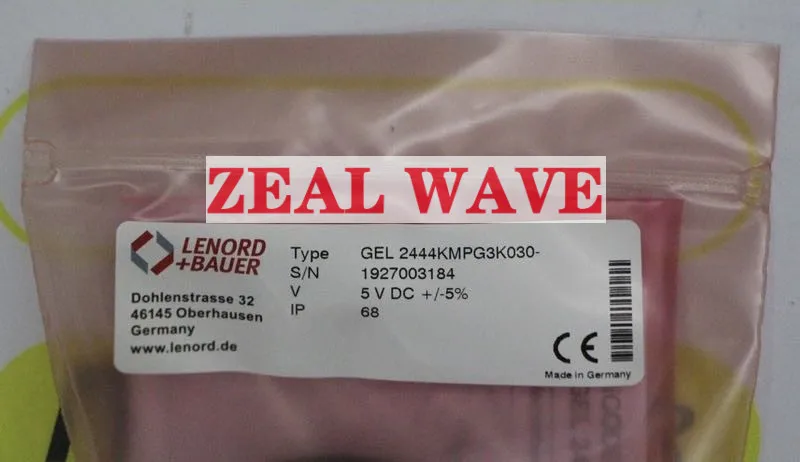 ZEAL WAVE
LENORD
+BAUER
Dohlenstrasse 32
46145 Oberhausen
Germany
www.lenord.de
Type GEL 2444KMPG3K030-
S/N 1927003184
V 5 V DC +/-5%
IP 68
CE
Made in Germany